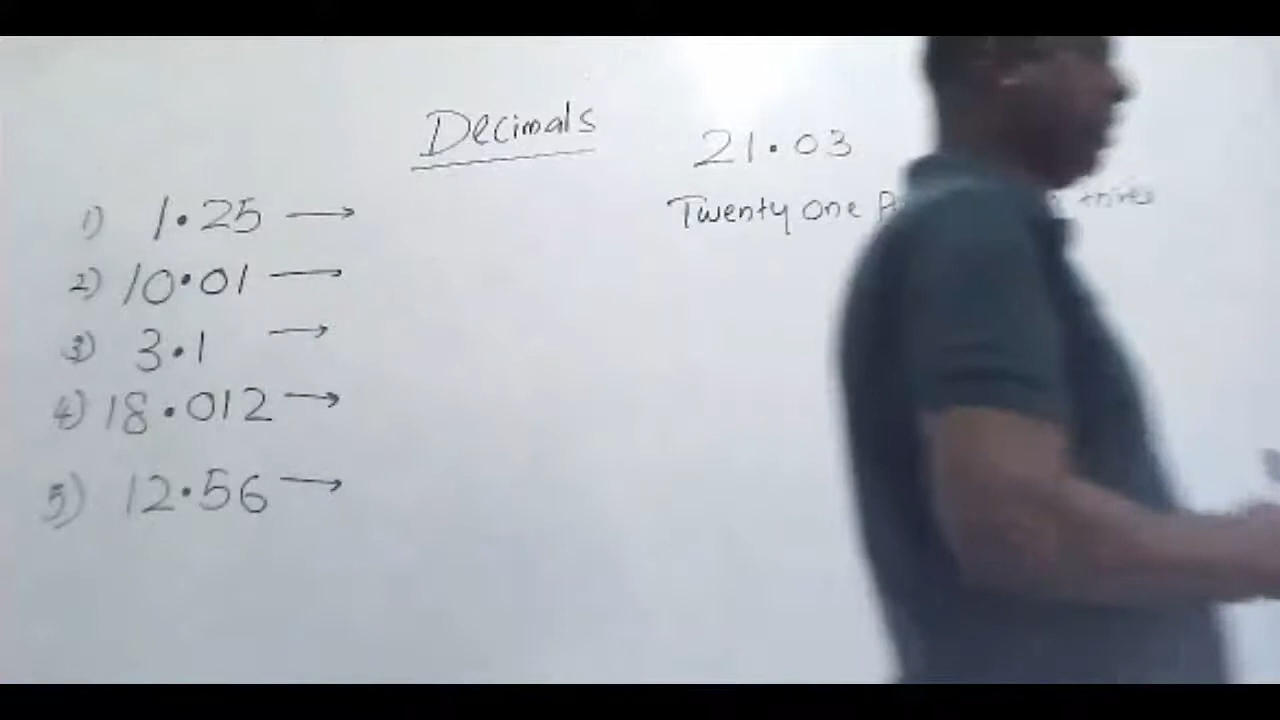 Decimals
21.03
Twenty one
1) 1.25 →
2) 10.01 →
3) 3.1 →
4) 18.012 →
5) 12.56 →